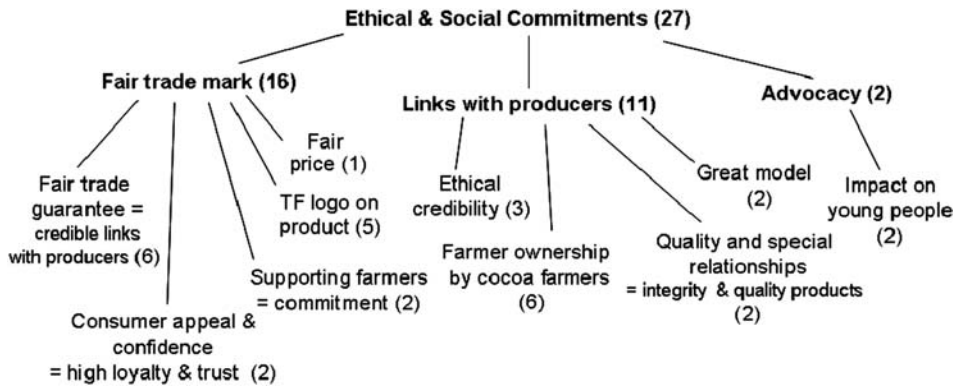 Ethical & Social Commitments (27)
Fair trade mark (16)
Links with producers (11)
Advocacy (2)
Fair trade
guarantee =
credible links
with producers (6)
Consumer appeal &
confidence
= high loyalty & trust (2)
Supporting farmers
= commitment (2)
TF logo on
product (5)
Fair
price (1)
Ethical
credibility (3)
Farmer ownership
by cocoa farmers
(6)
Quality and special
relationships
= integrity & quality products
(2)
Great model
(2)
Impact on
young people
(2)